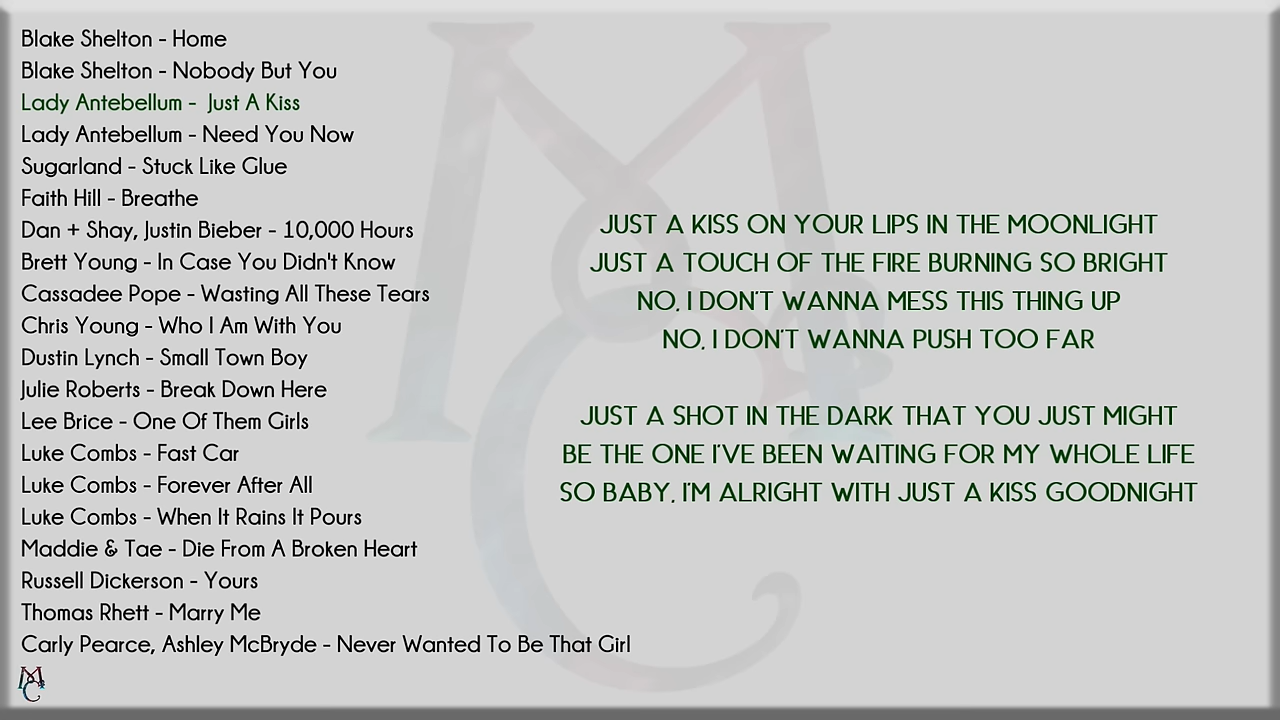 Blake Shelton - Home
Blake Shelton - Nobody But You
Lady Antebellum -  Just A Kiss
Lady Antebellum - Need You Now
Sugarland - Stuck Like Glue
Faith Hill - Breathe
Dan + Shay, Justin Bieber - 10,000 Hours
Brett Young - In Case You Didn't Know
Cassadee Pope - Wasting All These Tears
Chris Young - Who I Am With You
Dustin Lynch - Small Town Boy
Julie Roberts - Break Down Here
Lee Brice - One Of Them Girls
Luke Combs - Fast Car
Luke Combs - Forever After All
Luke Combs - When It Rains It Pours
Maddie & Tae - Die From A Broken Heart
Russell Dickerson - Yours
Thomas Rhett - Marry Me
Carly Pearce, Ashley McBryde - Never Wanted To Be That Girl
JUST A KISS ON YOUR LIPS IN THE MOONLIGHT
JUST A TOUCH OF THE FIRE BURNING SO BRIGHT
NO, I DON'T WANNA MESS THIS THING UP
NO, I DON'T WANNA PUSH TOO FAR
JUST A SHOT IN THE DARK THAT YOU JUST MIGHT
BE THE ONE I'VE BEEN WAITING FOR MY WHOLE LIFE
SO BABY, I'M ALRIGHT WITH JUST A KISS GOODNIGHT